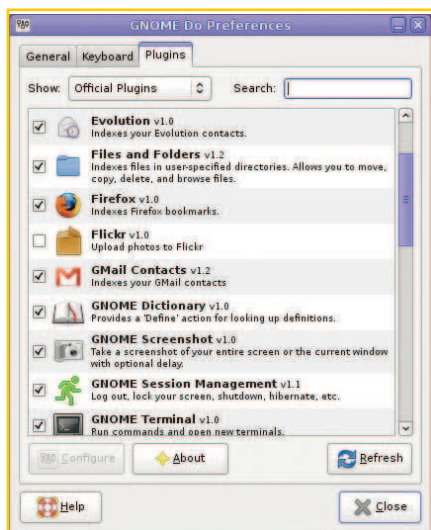 GNOME Do Preferences
General Keyboard Plugins
Show: Official Plugins Search:
Evolution v1.0
Indexes your Evolution contacts.
Files and Folders v1.2
Indexes files in user-specified directories. Allows you to move,
copy, delete, and browse files.
Firefox v1.0
Indexes Firefox bookmarks.
Flickr v1.0
Upload photos to Flickr
GMail Contacts v1.2
Indexes your GMail contacts
GNOME Dictionary v1.0
Provides a 'Define' action for looking up definitions.
GNOME Screenshot v1.0
Take a screenshot of your entire screen or the current window
with optional delay.
GNOME Session Management v1.1
Log out, lock your screen, shutdown, hibernate, etc.
GNOME Terminal v1.0
Run commands and open new terminals.
Configure About Refresh
Help Close